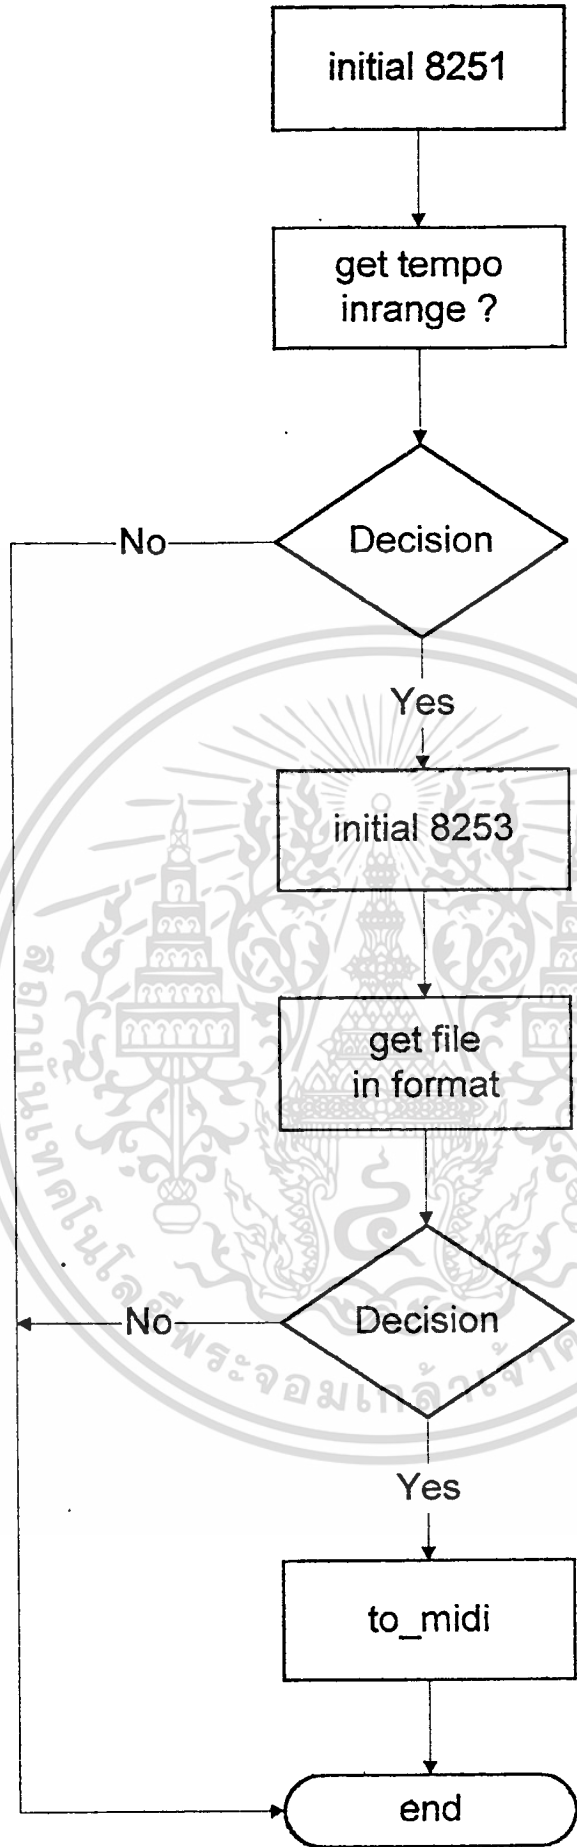 initial 8251
get tempo
inrange ?
Decision
No
Yes
initial 8253
get file
in format
Decision
No
Yes
to_midi
end